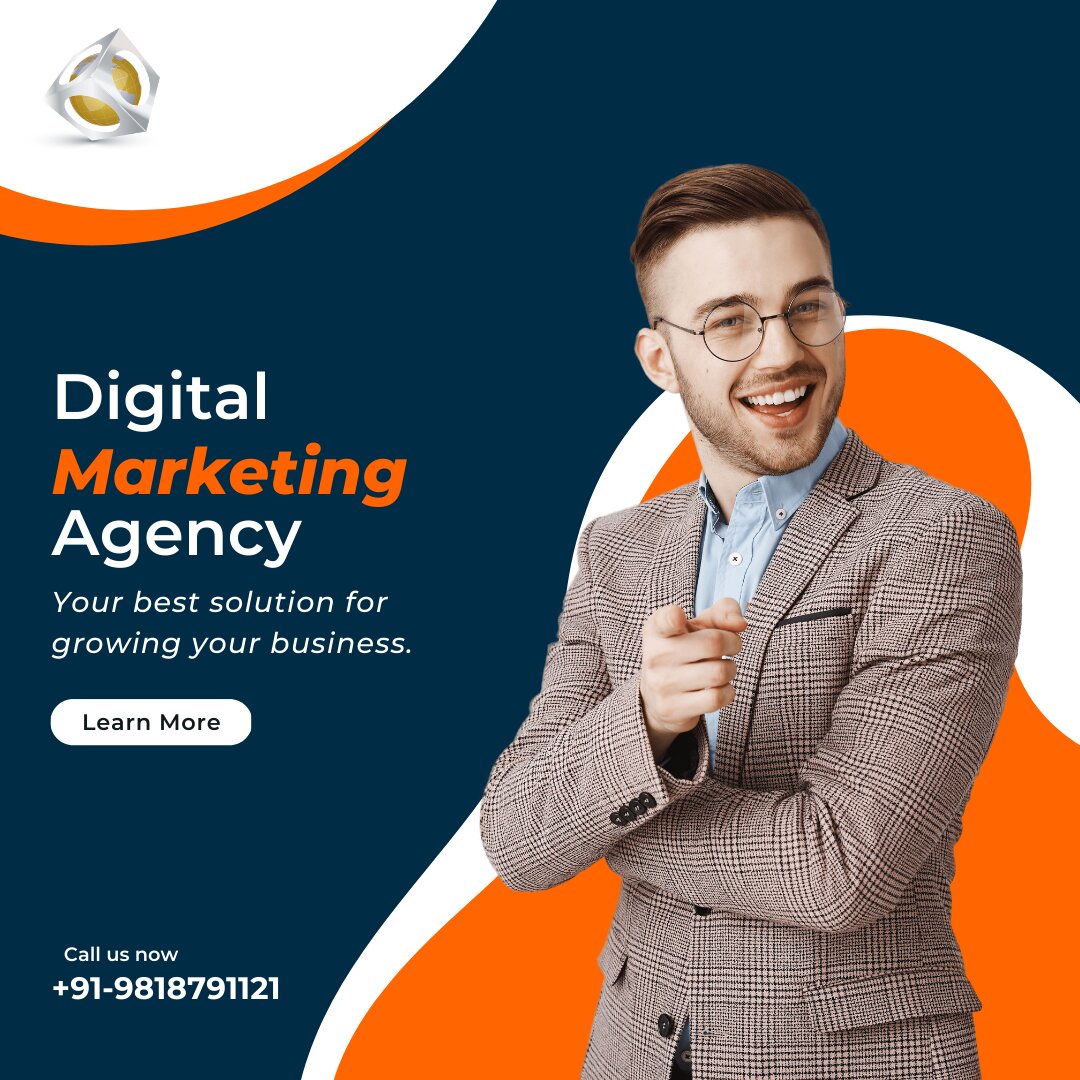 Digital
Marketing
Agency
Your best solution for
growing your business.
Learn More
Call us now
+91-9818791121